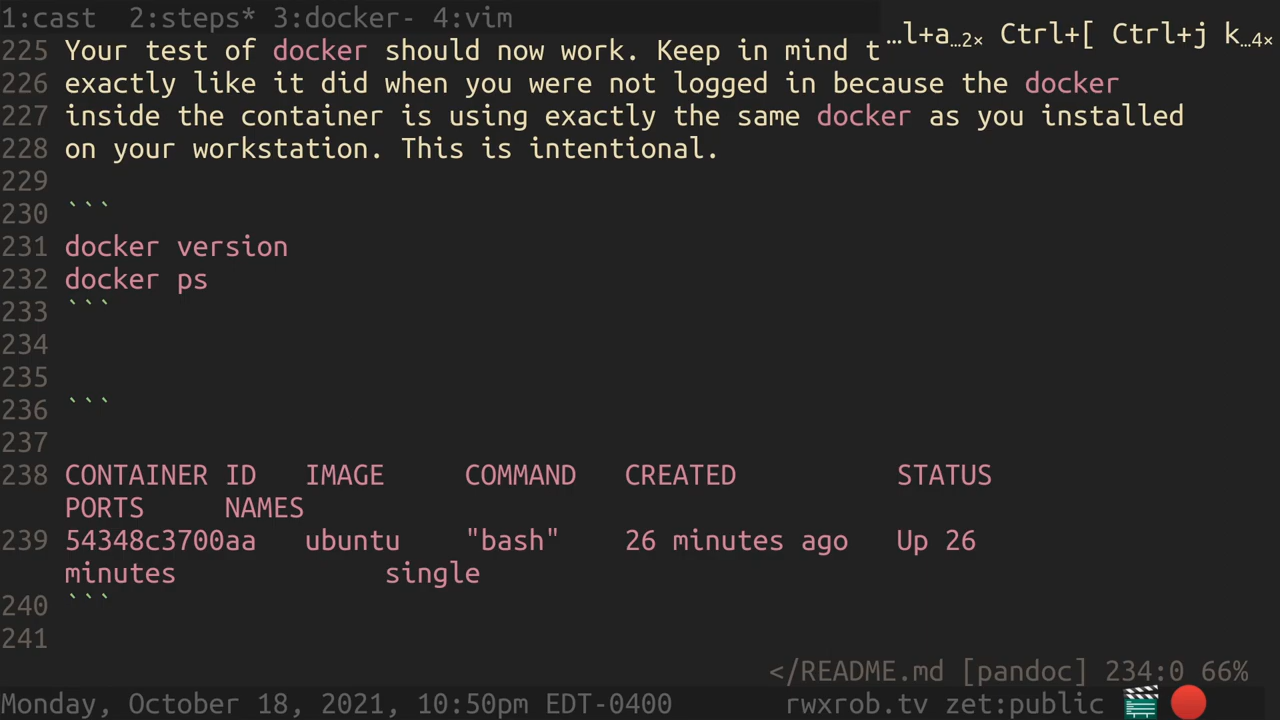 1:cast  2:steps* 3:docker- 4:vim
…l+a…2× Ctrl+[ Ctrl+j k…4×
225 Your test of docker should now work. Keep in mind t
226 exactly like it did when you were not logged in because the docker
227 inside the container is using exactly the same docker as you installed
228 on your workstation. This is intentional.
229
230 ```
231 docker version
232 docker ps
233 ```
234
235
236 ```
237
238 CONTAINER ID   IMAGE     COMMAND   CREATED          STATUS
PORTS     NAMES
239 54348c3700aa   ubuntu    "bash"    26 minutes ago   Up 26
minutes             single
240 ```
241
</README.md [pandoc] 234:0 66%
Monday, October 18, 2021, 10:50pm EDT-0400       rwxrob.tv zet:public